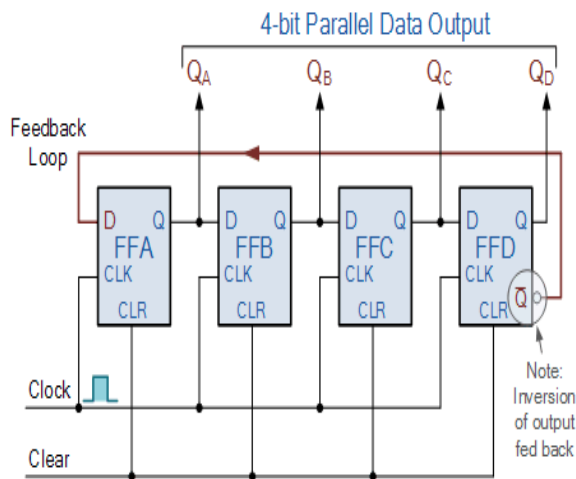 4-bit Parallel Data Output
QA QB QC QD
Feedback
Loop
D Q D Q D Q D Q
FFA FFB FFC FFD
CLK CLK CLK CLK
Q̅
CLR CLR CLR CLR
Clock
Note:
Inversion
of output
fed back
Clear